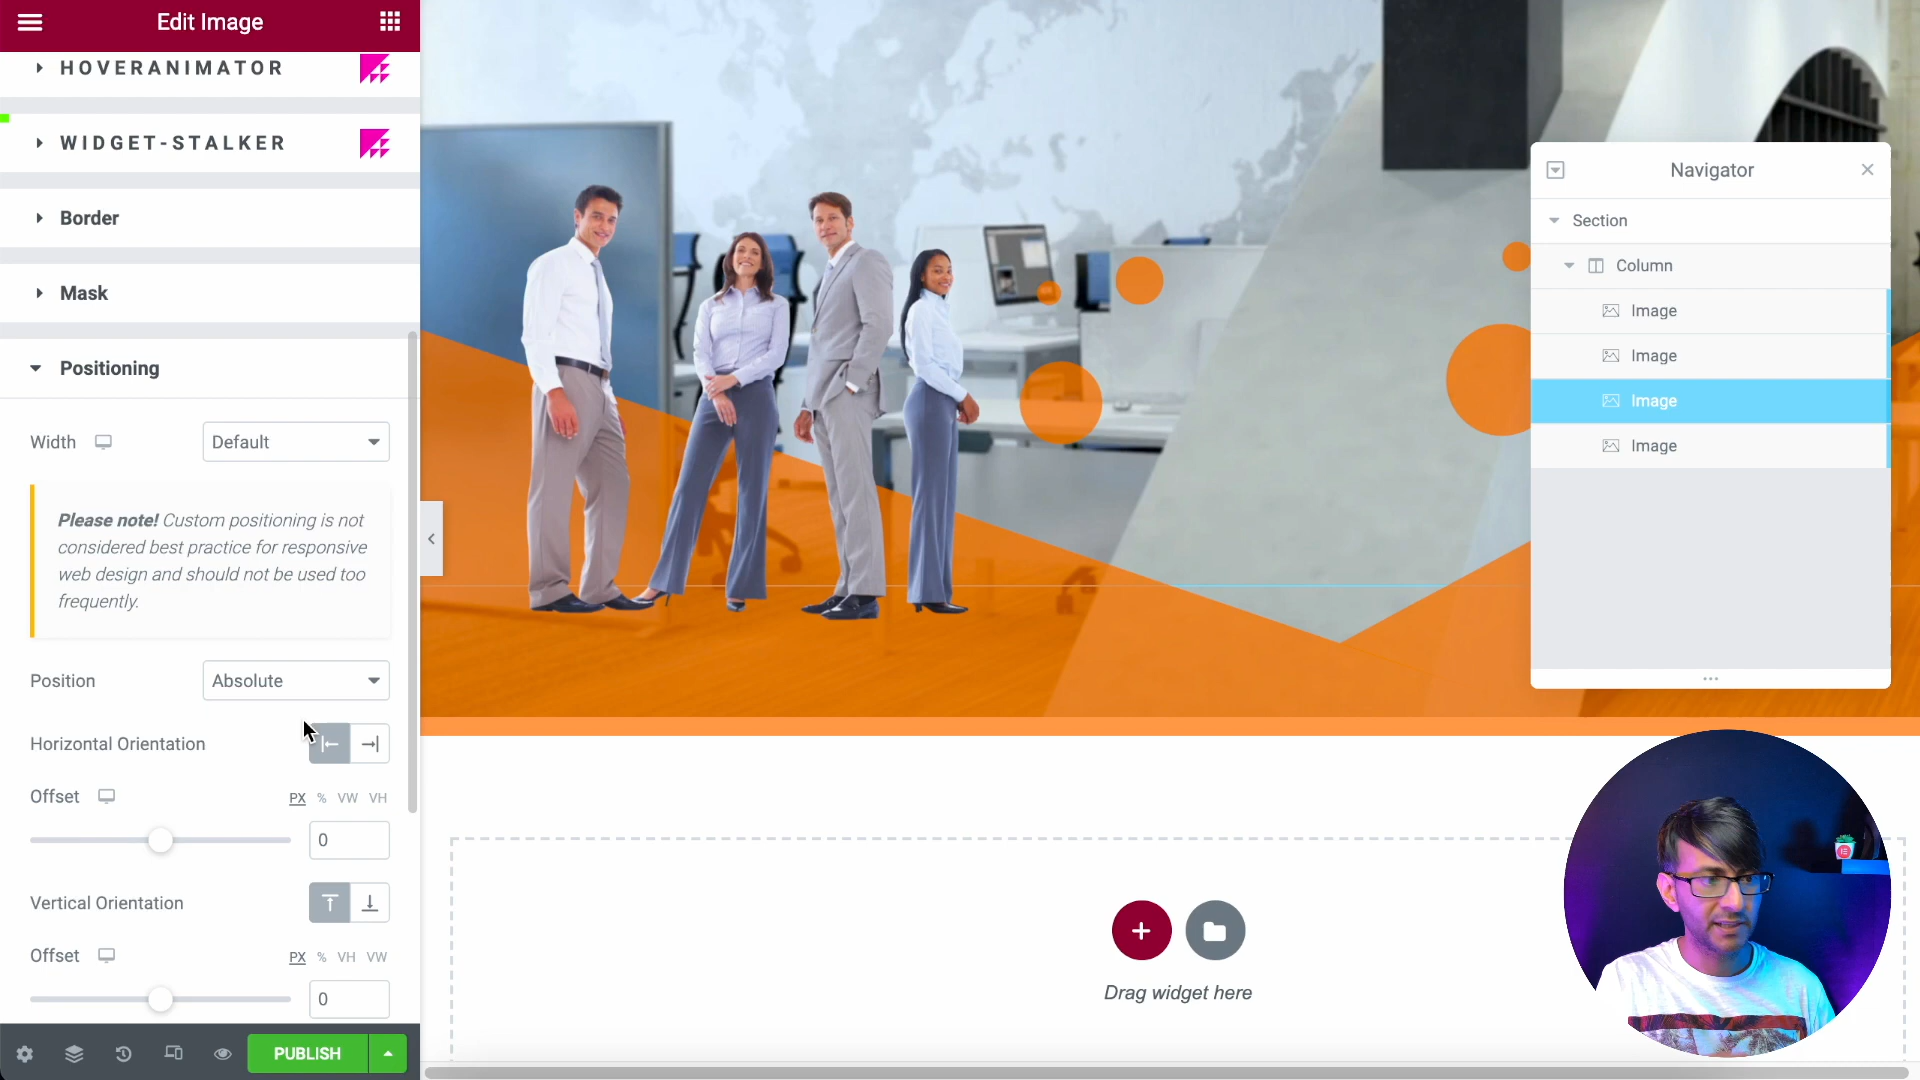 Edit Image
HOVERANIMATOR
WIDGET-STALKER
Border
Mask
Positioning
Width
Default
Please note! Custom positioning is not
considered best practice for responsive
web design and should not be used too
frequently.
Position
Absolute
Horizontal Orientation
Offset
PX % VW VH
0
Vertical Orientation
Offset
PX % VH VW
0
PUBLISH
Navigator
Section
Column
Image
Image
Image
Image
Drag widget here